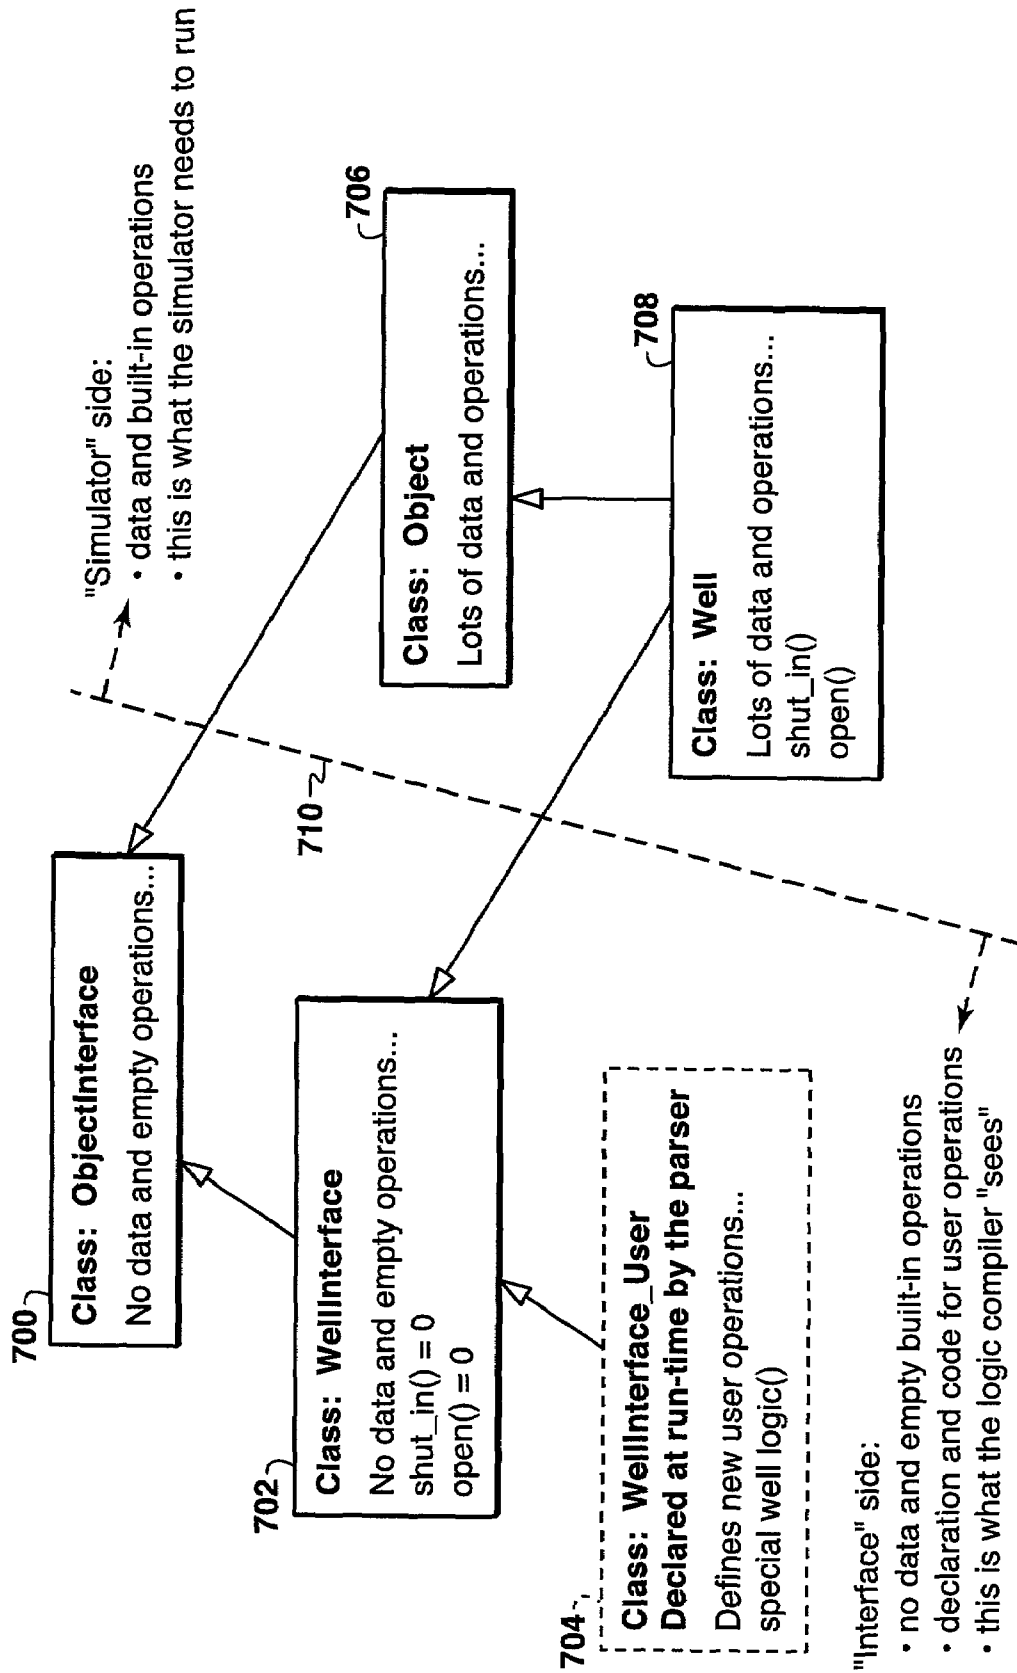 "Simulator" side:
• data and built-in operations
• this is what the simulator needs to run
700
Class: ObjectInterface
No data and empty operations...
706
Class: Object
Lots of data and operations...
710
702
Class: WellInterface
No data and empty operations...
shut_in() = 0
open() = 0
708
Class: Well
Lots of data and operations...
shut_in()
open()
704
Class: WellInterface_User
Declared at run-time by the parser
Defines new user operations...
special well logic()
"Interface" side:
• no data and empty built-in operations
• declaration and code for user operations
• this is what the logic compiler "sees"